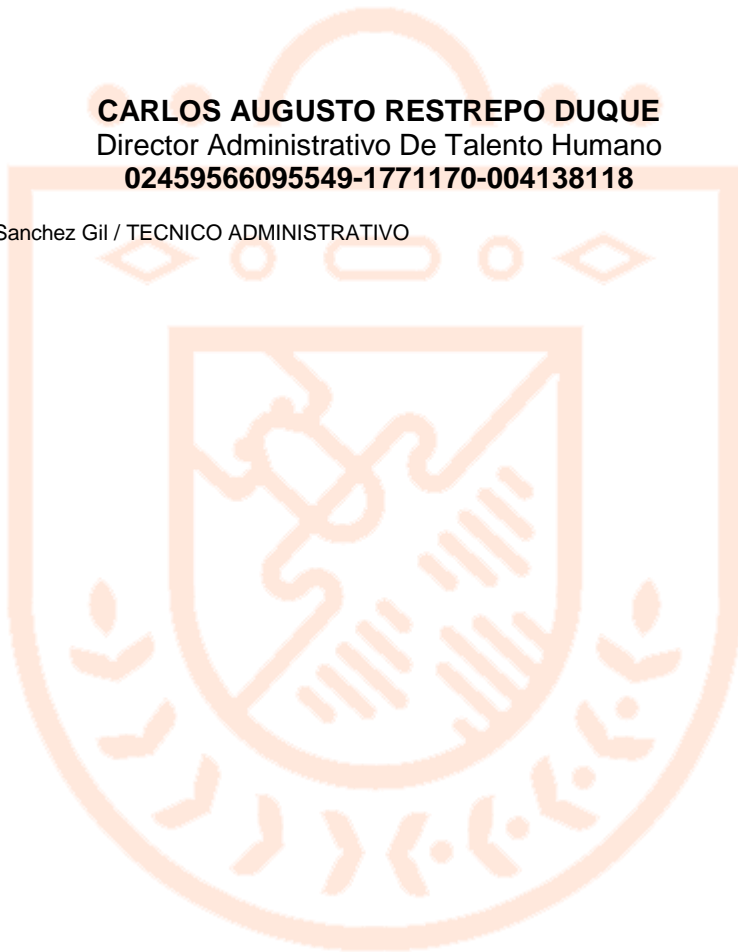 CARLOS AUGUSTO RESTREPO DUQUE
Director Administrativo De Talento Humano
02459566095549-1771170-004138118
Sanchez Gil / TECNICO ADMINISTRATIVO